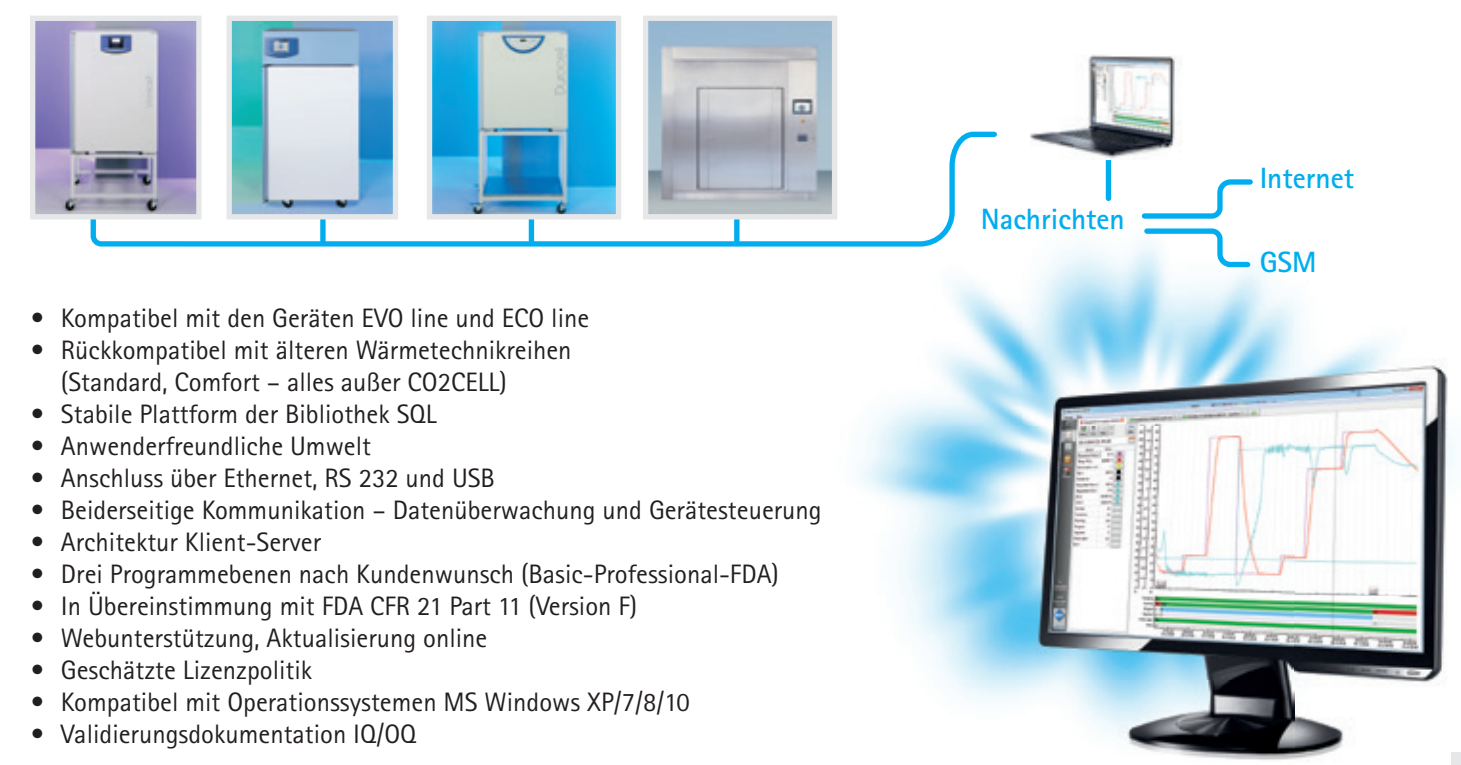 Internet
Nachrichten
GSM
• Kompatibel mit den Geräten EVO line und ECO line
• Rückkompatibel mit älteren Wärmetechnikreihen
(Standard, Comfort – alles außer CO2CELL)
• Stabile Plattform der Bibliothek SQL
• Anwenderfreundliche Umwelt
• Anschluss über Ethernet, RS 232 und USB
• Beiderseitige Kommunikation – Datenüberwachung und Gerätesteuerung
• Architektur Klient-Server
• Drei Programmebenen nach Kundenwunsch (Basic-Professional-FDA)
• In Übereinstimmung mit FDA CFR 21 Part 11 (Version F)
• Webunterstützung, Aktualisierung online
• Geschätzte Lizenzpolitik
• Kompatibel mit Operationssystemen MS Windows XP/7/8/10
• Validierungsdokumentation IQ/OQ